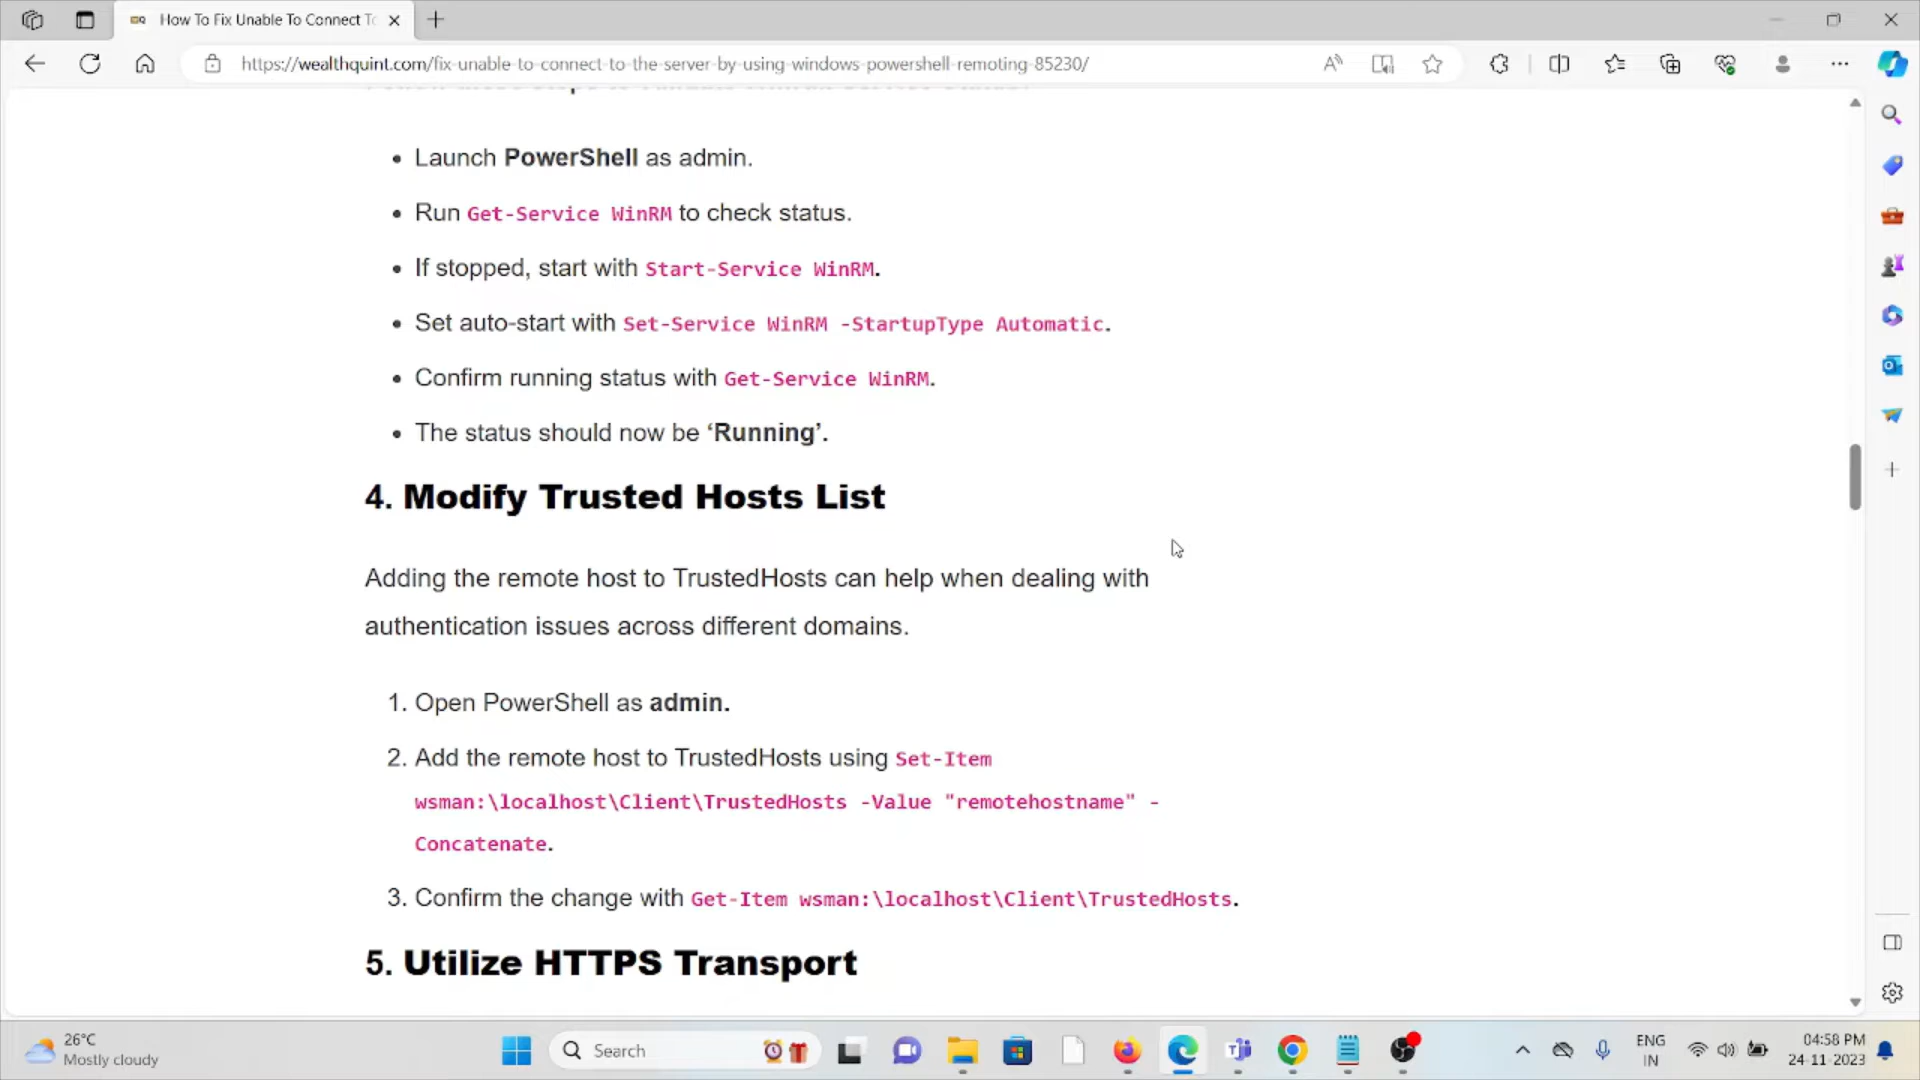 How To Fix Unable To Connect To
https://wealthquint.com/fix-unable-to-connect-to-the-server-by-using-windows-powershell-remoting-85230/
Launch PowerShell as admin.
Run Get-Service WinRM to check status.
If stopped, start with Start-Service WinRM.
Set auto-start with Set-Service WinRM -StartupType Automatic.
Confirm running status with Get-Service WinRM.
The status should now be ‘Running’.
4. Modify Trusted Hosts List
Adding the remote host to TrustedHosts can help when dealing with
authentication issues across different domains.
1. Open PowerShell as admin.
2. Add the remote host to TrustedHosts using Set-Item
wsman:\localhost\Client\TrustedHosts -Value "remotehostname" -
Concatenate.
3. Confirm the change with Get-Item wsman:\localhost\Client\TrustedHosts.
5. Utilize HTTPS Transport
26°C
Mostly cloudy
Search
ENG
IN
04:58 PM
24-11-2023